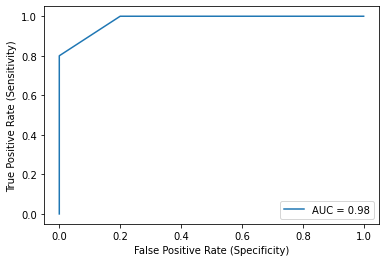 1.0
0.8
0.6
0.4
0.2
0.0
True Positive Rate (Sensitivity)
AUC = 0.98
0.0 0.2 0.4 0.6 0.8 1.0
False Positive Rate (Specificity)